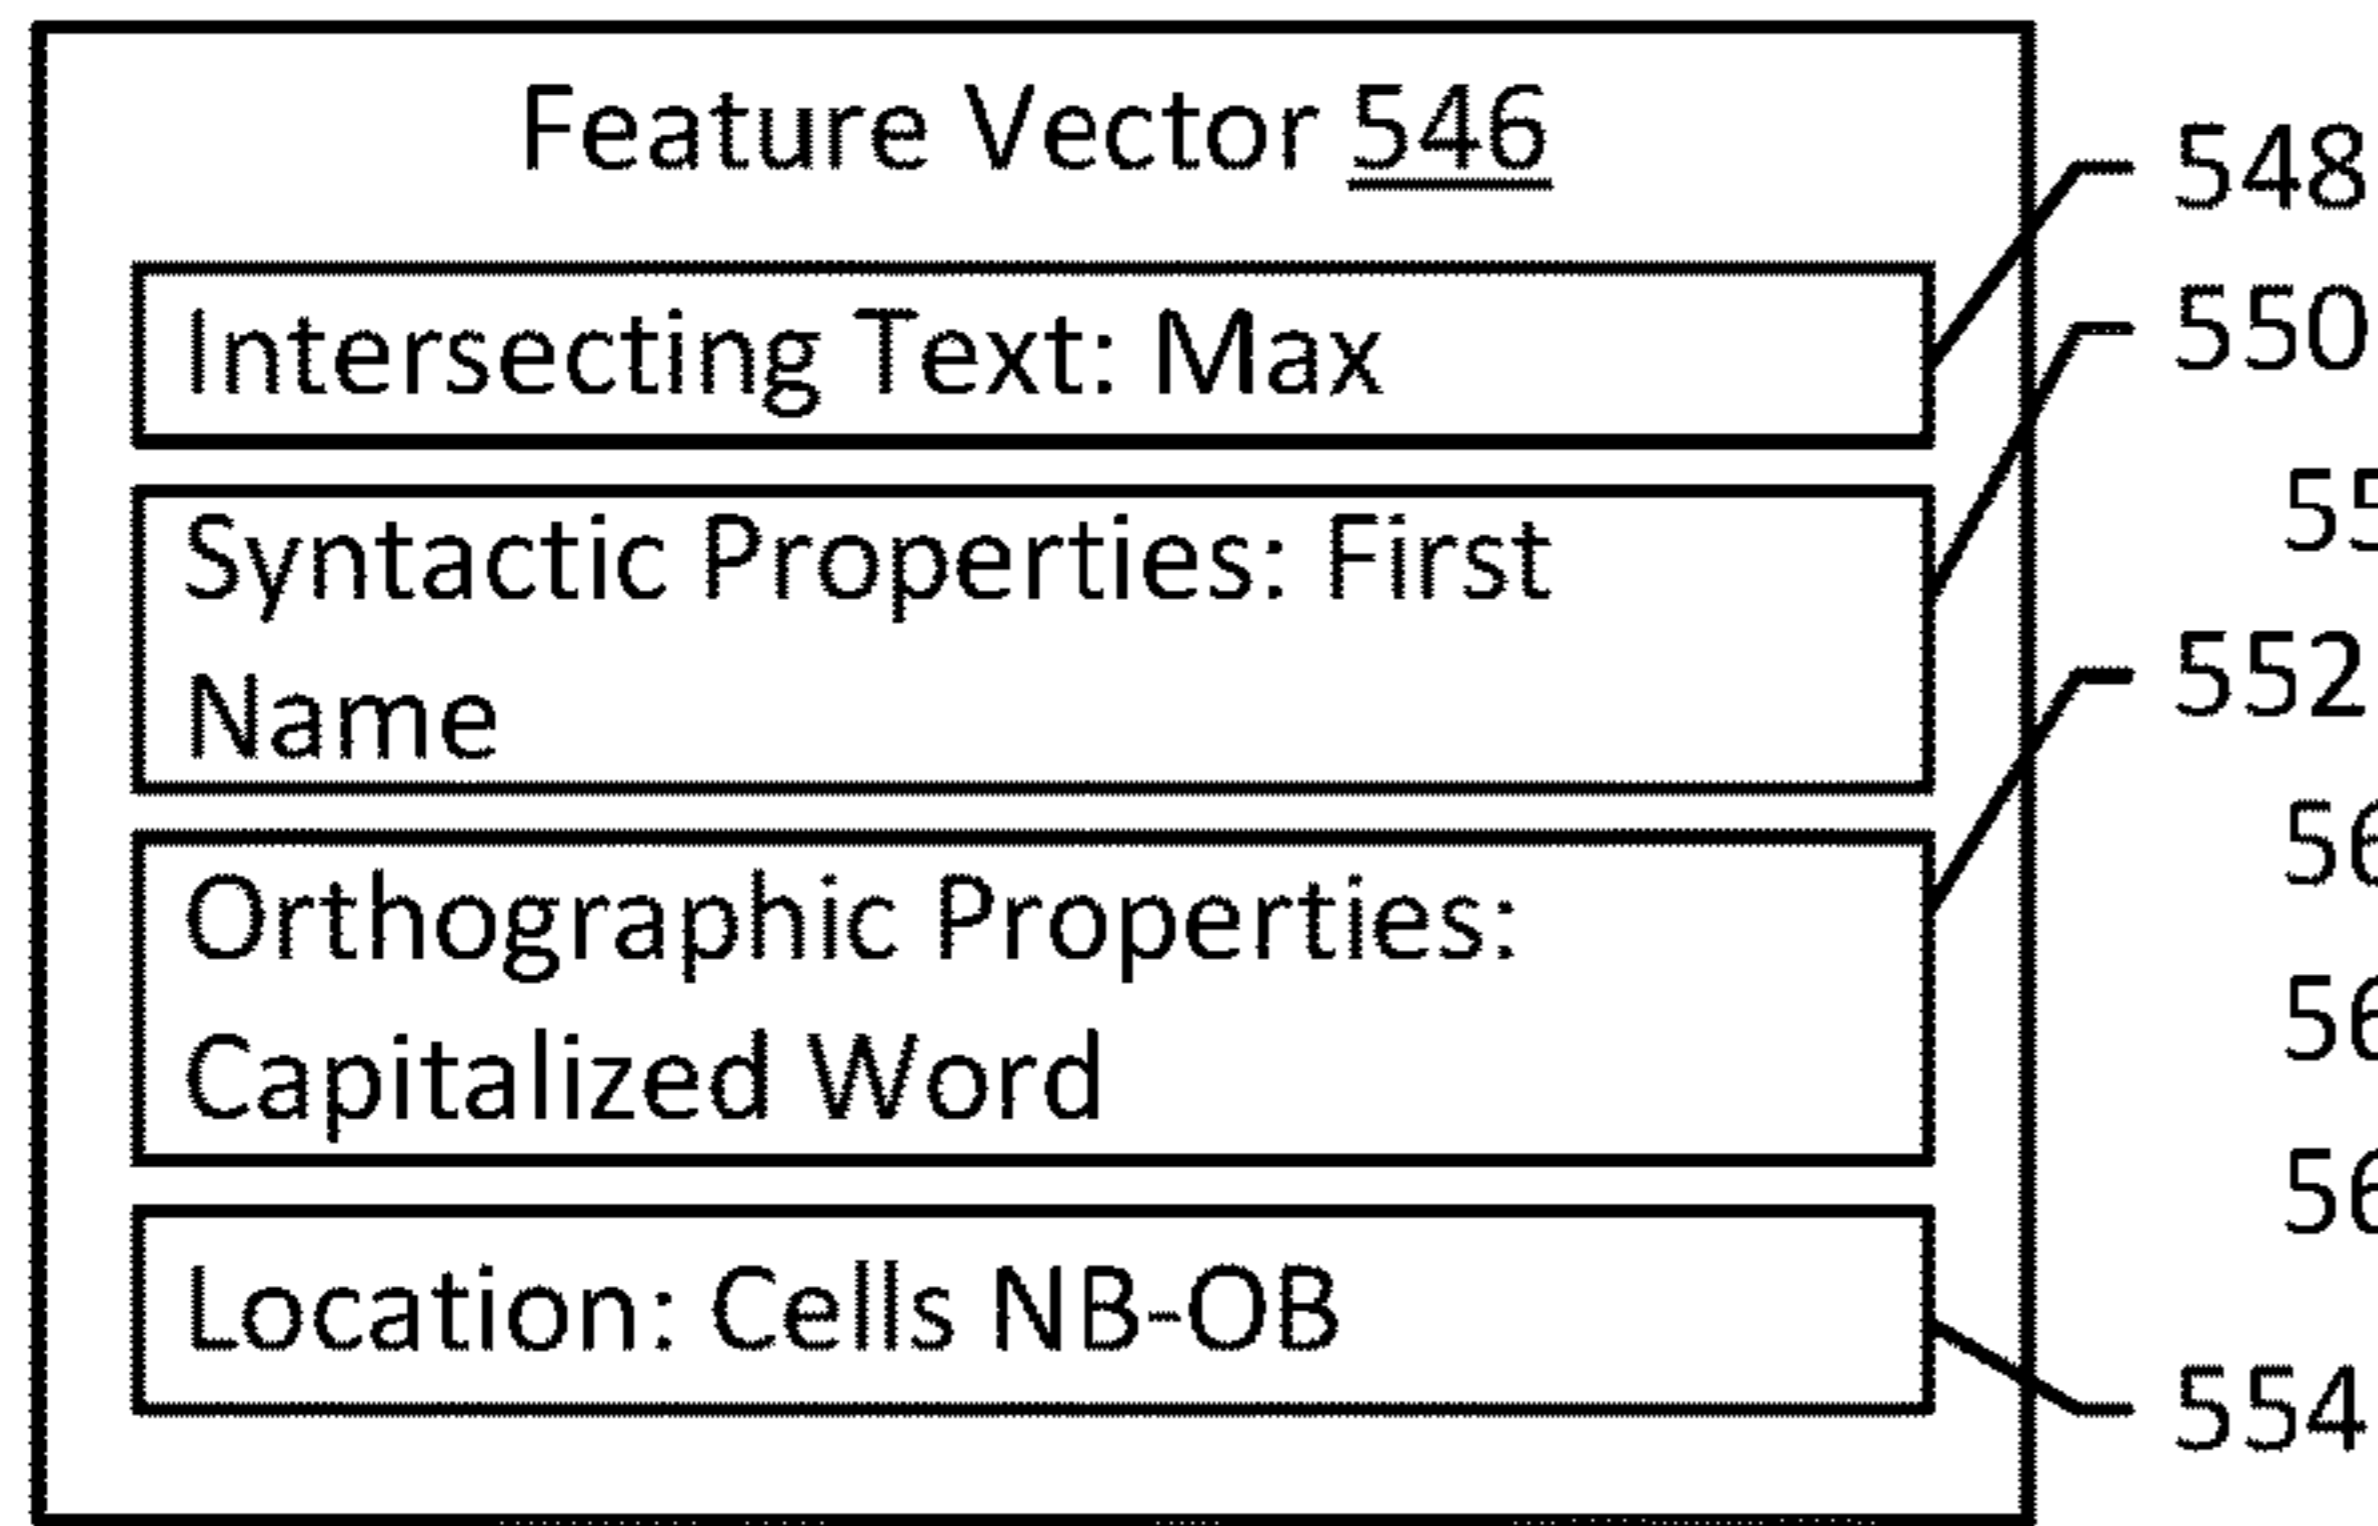 Feature Vector 546
548
Intersecting Text: Max
550
Syntactic Properties: First
Name
552
Orthographic Properties:
Capitalized Word
Location: Cells NB-OB
554